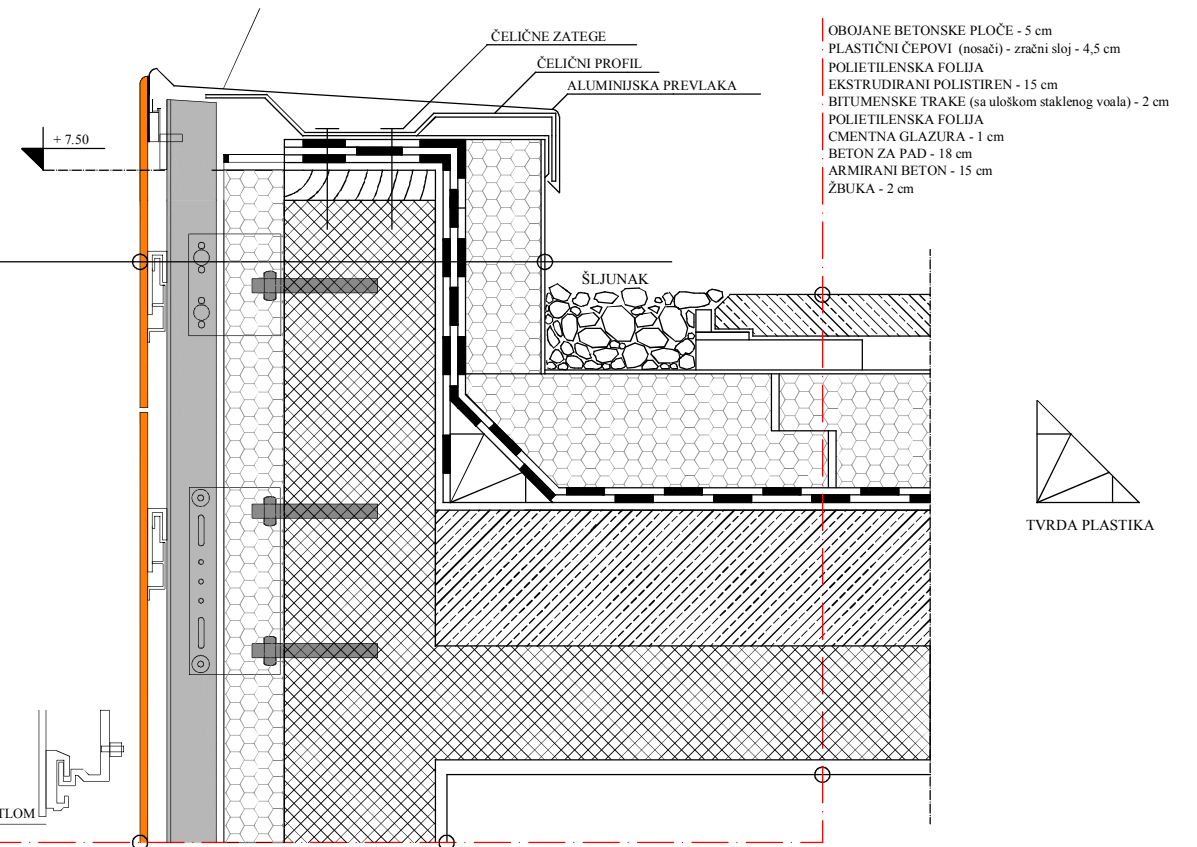 ČELIČNE ZATEGE
ČELIČNI PROFIL
ALUMINIJSKA PREVLAKA
OBOJANE BETONSKE PLOČE - 5 cm
PLASTIČNI ČEPOVI (nosači) - zračni sloj - 4,5 cm
POLIETILENSKA FOLIJA
EKSTRUDIRANI POLISTIREN - 15 cm
BITUMENSKE TRAKE (sa uloškom staklenog voala) - 2 cm
POLIETILENSKA FOLIJA
CMENTNA GLAZURA - 1 cm
BETON ZA PAD - 18 cm
ARMIRANI BETON - 15 cm
ŽBUKA - 2 cm
+ 7.50
ŠLJUNAK
TVRDA PLASTIKA
TLOM